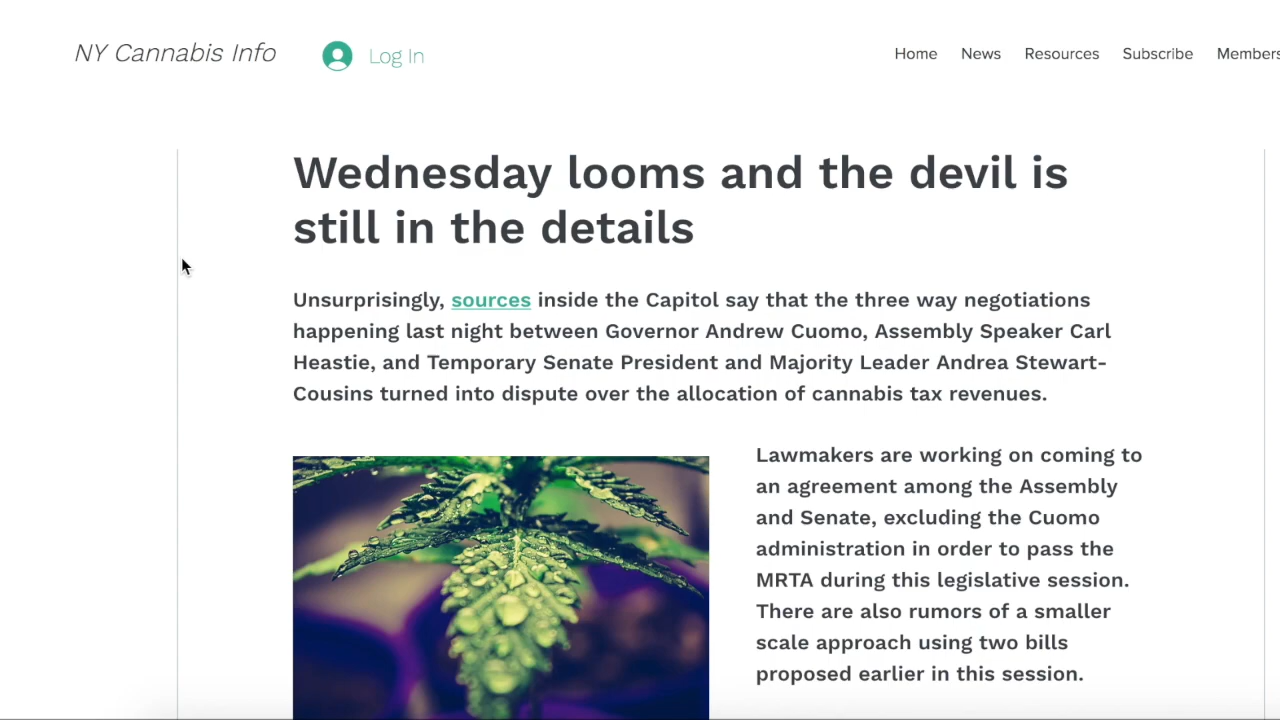 NY Cannabis Info
Log In
Home News Resources Subscribe Members
Wednesday looms and the devil is
still in the details
Unsurprisingly, sources inside the Capitol say that the three way negotiations
happening last night between Governor Andrew Cuomo, Assembly Speaker Carl
Heastie, and Temporary Senate President and Majority Leader Andrea Stewart-
Cousins turned into dispute over the allocation of cannabis tax revenues.
Lawmakers are working on coming to
an agreement among the Assembly
and Senate, excluding the Cuomo
administration in order to pass the
MRTA during this legislative session.
There are also rumors of a smaller
scale approach using two bills
proposed earlier in this session.